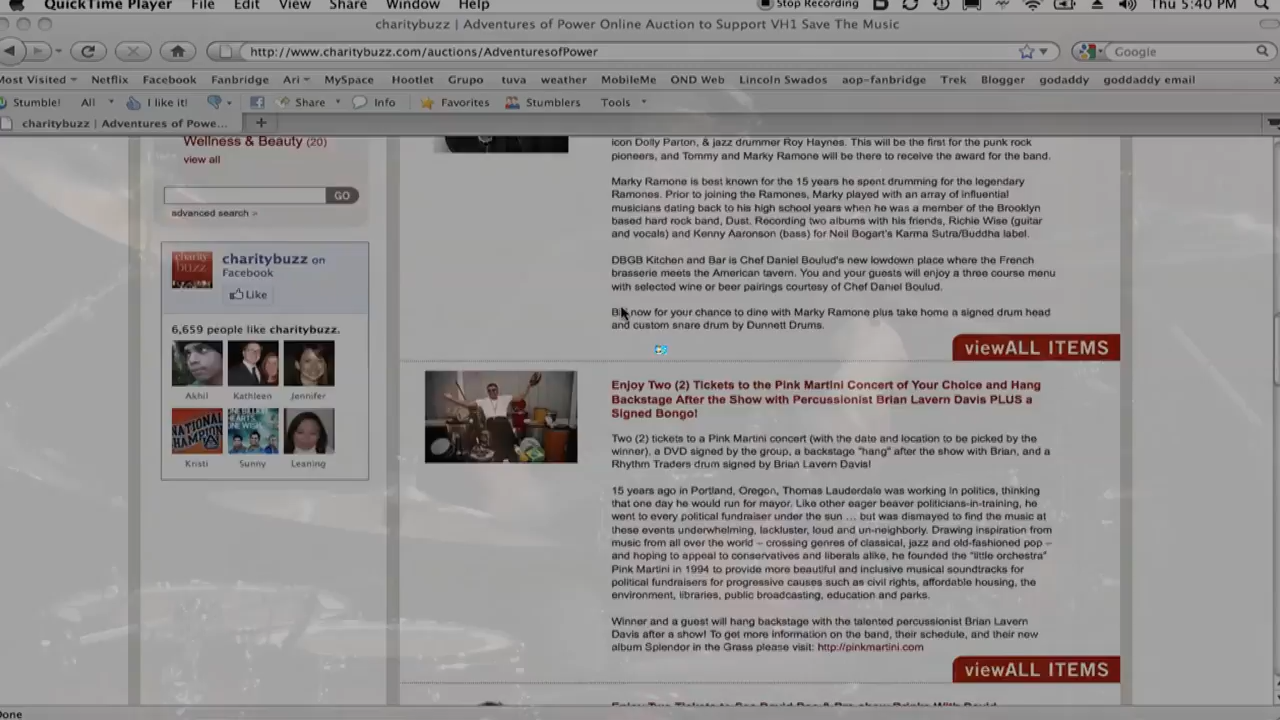 QuickTime Player File Edit View Share Window Help Stop Recording Thu 5:40 PM
charitybuzz | Adventures of Power Online Auction to Support VH1 Save The Music
http://www.charitybuzz.com/auctions/AdventuresofPower
Google
Most Visited Netflix Facebook Fanbridge Ari MySpace Hootlet Grupo tuva weather MobileMe OND Web Lincoln Swados aop-fanbridge Trek Blogger godaddy goddaddy email
Stumble! All I like it! Share Info Favorites Stumblers Tools
charitybuzz | Adventures of Powe...
Wellness & Beauty (20)
view all
GO
advanced search »
charitybuzz on
Facebook
Like
6,659 people like charitybuzz.
Akhil Kathleen Jennifer
NATIONAL
CHAMPION
Kristi Sunny Leaning
icon Dolly Parton, & jazz drummer Roy Haynes. This will be the first for the punk rock
pioneers, and Tommy and Marky Ramone will be there to receive the award for the band.
Marky Ramone is best known for the 15 years he spent drumming for the legendary
Ramones. Prior to joining the Ramones, Marky played with an array of influential
musicians dating back to his high school years when he was a member of the Brooklyn
based hard rock band, Dust. Recording two albums with his friends, Richie Wise (guitar
and vocals) and Kenny Aaronson (bass) for Neil Bogart's Karma Sutra/Buddha label.
DBGB Kitchen and Bar is Chef Daniel Boulud's new lowdown place where the French
brasserie meets the American tavern. You and your guests will enjoy a three course menu
with selected wine or beer pairings courtesy of Chef Daniel Boulud.
Bid now for your chance to dine with Marky Ramone plus take home a signed drum head
and custom snare drum by Dunnett Drums.
viewALL ITEMS
Enjoy Two (2) Tickets to the Pink Martini Concert of Your Choice and Hang
Backstage After the Show with Percussionist Brian Lavern Davis PLUS a
Signed Bongo!
Two (2) tickets to a Pink Martini concert (with the date and location to be picked by the
winner), a DVD signed by the group, a backstage "hang" after the show with Brian, and a
Rhythm Traders drum signed by Brian Lavern Davis!
15 years ago in Portland, Oregon, Thomas Lauderdale was working in politics, thinking
that one day he would run for mayor. Like other eager beaver politicians-in-training, he
went to every political fundraiser under the sun ... but was dismayed to find the music at
these events underwhelming, lackluster, loud and un-neighborly. Drawing inspiration from
music from all over the world – crossing genres of classical, jazz and old-fashioned pop –
and hoping to appeal to conservatives and liberals alike, he founded the "little orchestra"
Pink Martini in 1994 to provide more beautiful and inclusive musical soundtracks for
political fundraisers for progressive causes such as civil rights, affordable housing, the
environment, libraries, public broadcasting, education and parks.
Winner and a guest will hang backstage with the talented percussionist Brian Lavern
Davis after a show! To get more information on the band, their schedule, and their new
album Splendor in the Grass please visit: http://pinkmartini.com
viewALL ITEMS
Done